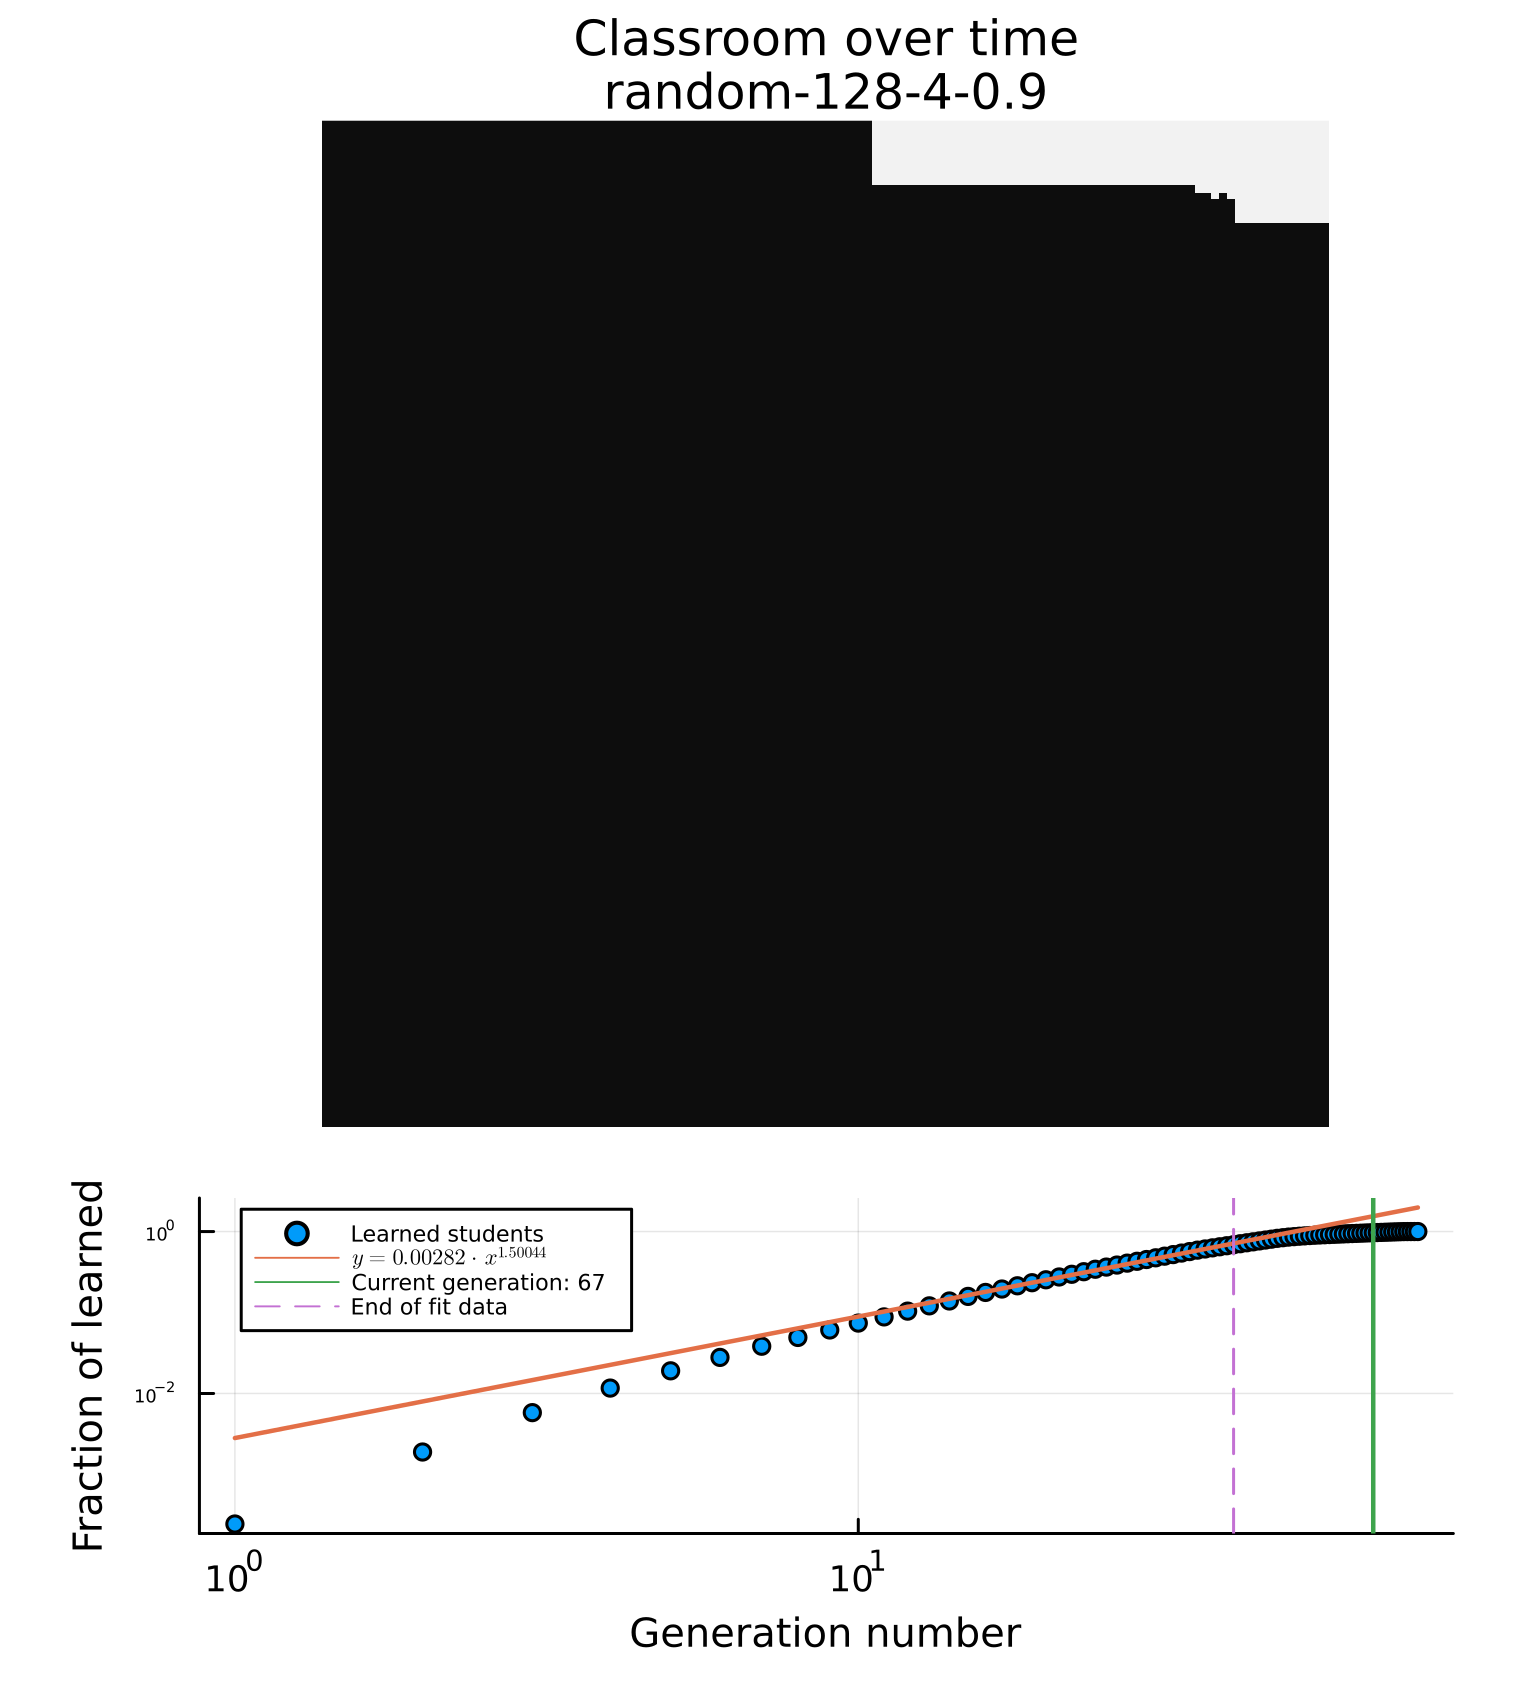 Classroom over time
random-128-4-0.9
Fraction of learned
10^0
10^−2
Learned students
y = 0.00282 · x^1.50044
Current generation: 67
End of fit data
10^0
10^1
Generation number